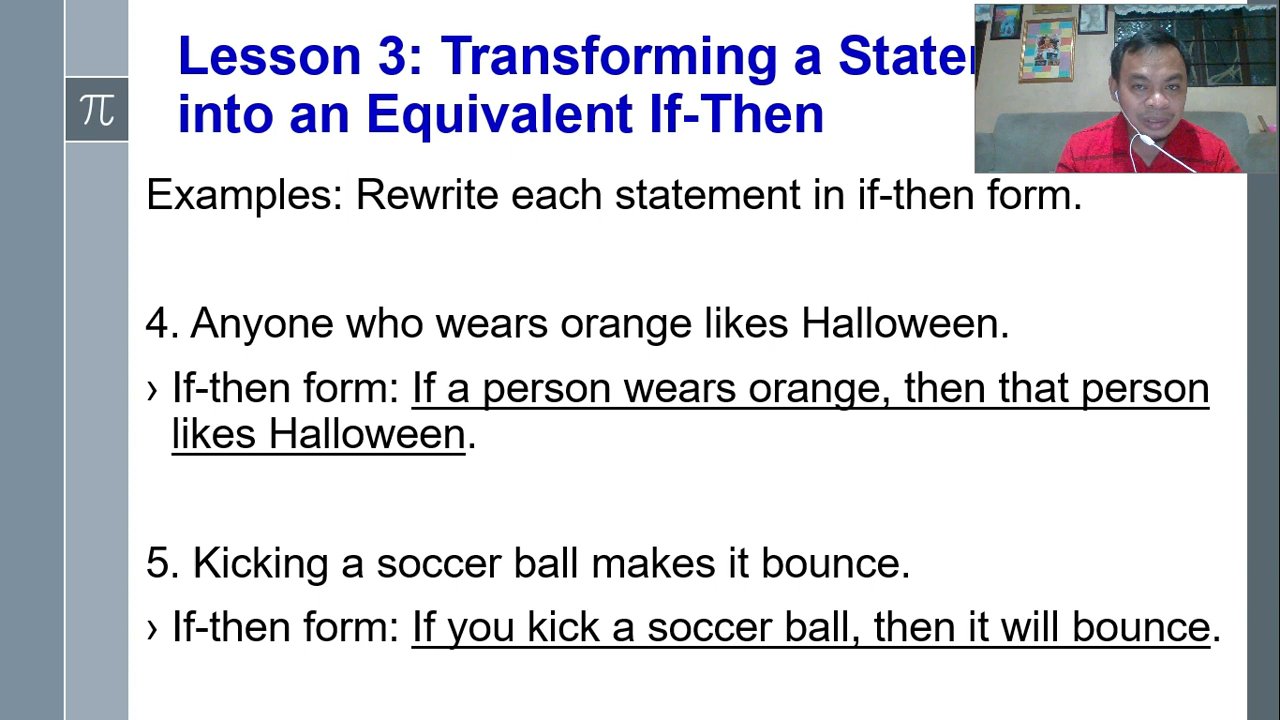 Lesson 3: Transforming a
into an Equivalent If-Then
π
Examples: Rewrite each statement in if-then form.
4. Anyone who wears orange likes Halloween.
› If-then form: If a person wears orange, then that person
likes Halloween.
5. Kicking a soccer ball makes it bounce.
› If-then form: If you kick a soccer ball, then it will bounce.